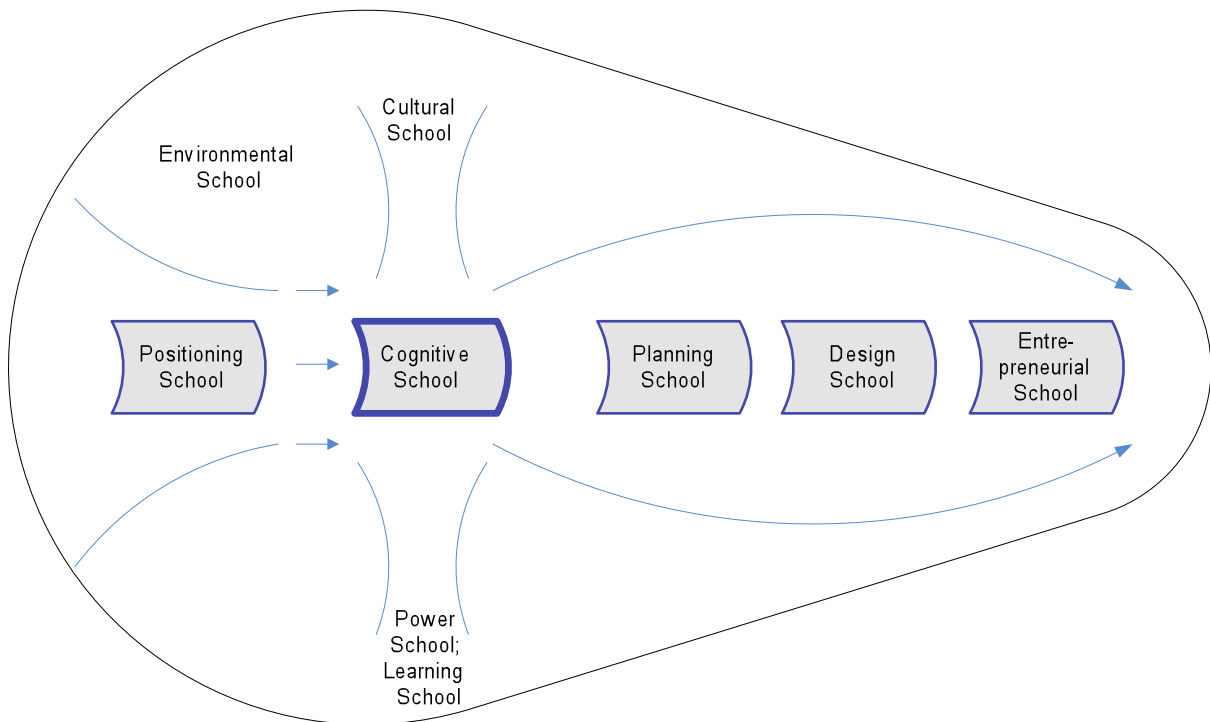 Cultural
School
Environmental
School
Positioning
School
Cognitive
School
Planning
School
Design
School
Entre-
preneurial
School
Power
School;
Learning
School